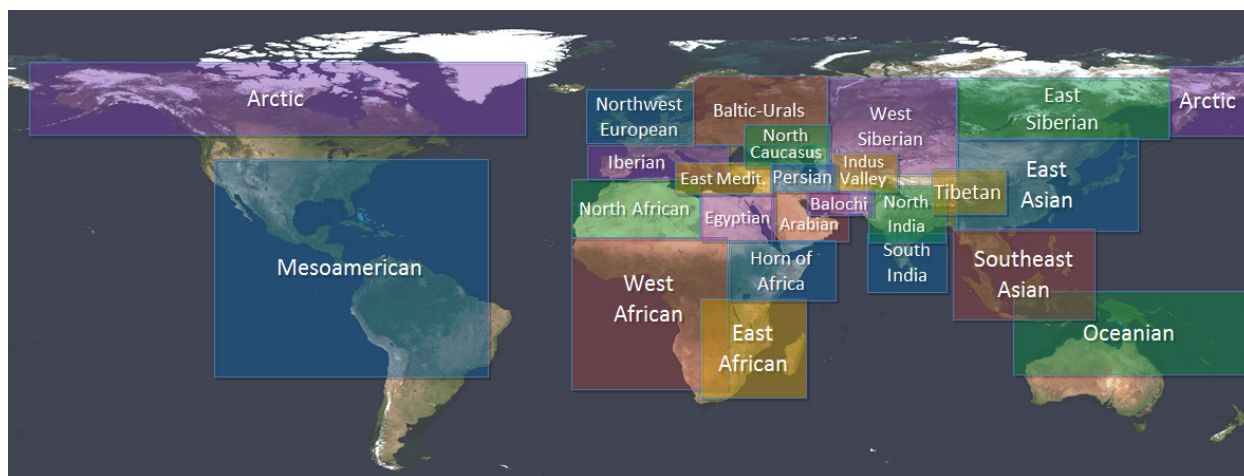 Arctic
Northwest
European
Baltic-Urals
West
Siberian
East
Siberian
Arctic
North
Caucasus
Iberian
East Medit.
Persian
Indus
Valley
Tibetan
East
Asian
North African
Egyptian
Arabian
Balochi
North
India
Mesoamerican
West
African
Horn of
Africa
South
India
Southeast
Asian
East
African
Oceanian